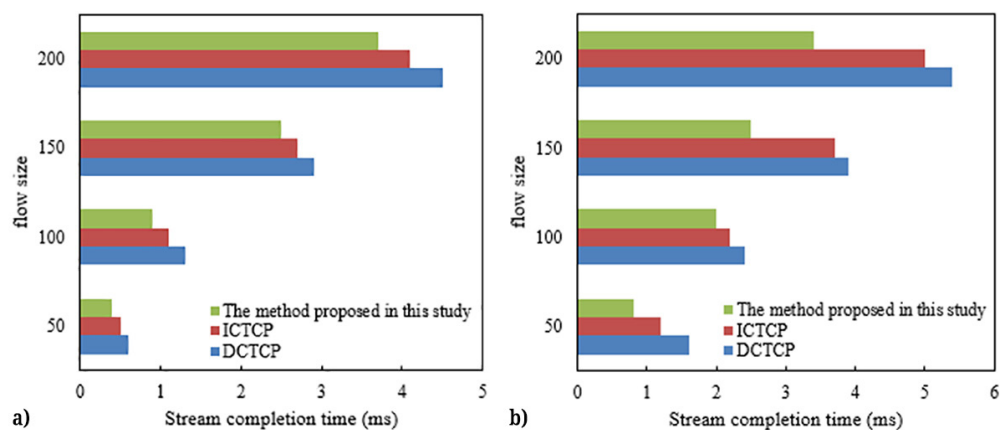 200
150
100
50
flow size
The method proposed in this study
ICTCP
DCTCP
0 1 2 3 4 5
Stream completion time (ms)
a)
200
150
100
50
flow size
The method proposed in this study
ICTCP
DCTCP
0 1 2 3 4 5 6
Stream completion time (ms)
b)